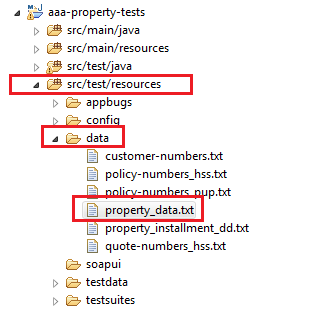 aaa-property-tests
src/main/java
src/main/resources
src/test/java
src/test/resources
appbugs
config
data
customer-numbers.txt
policy-numbers_hss.txt
policy-numbers_pup.txt
property_data.txt
property_installment_dd.txt
quote-numbers_hss.txt
soapui
testdata
testsuites